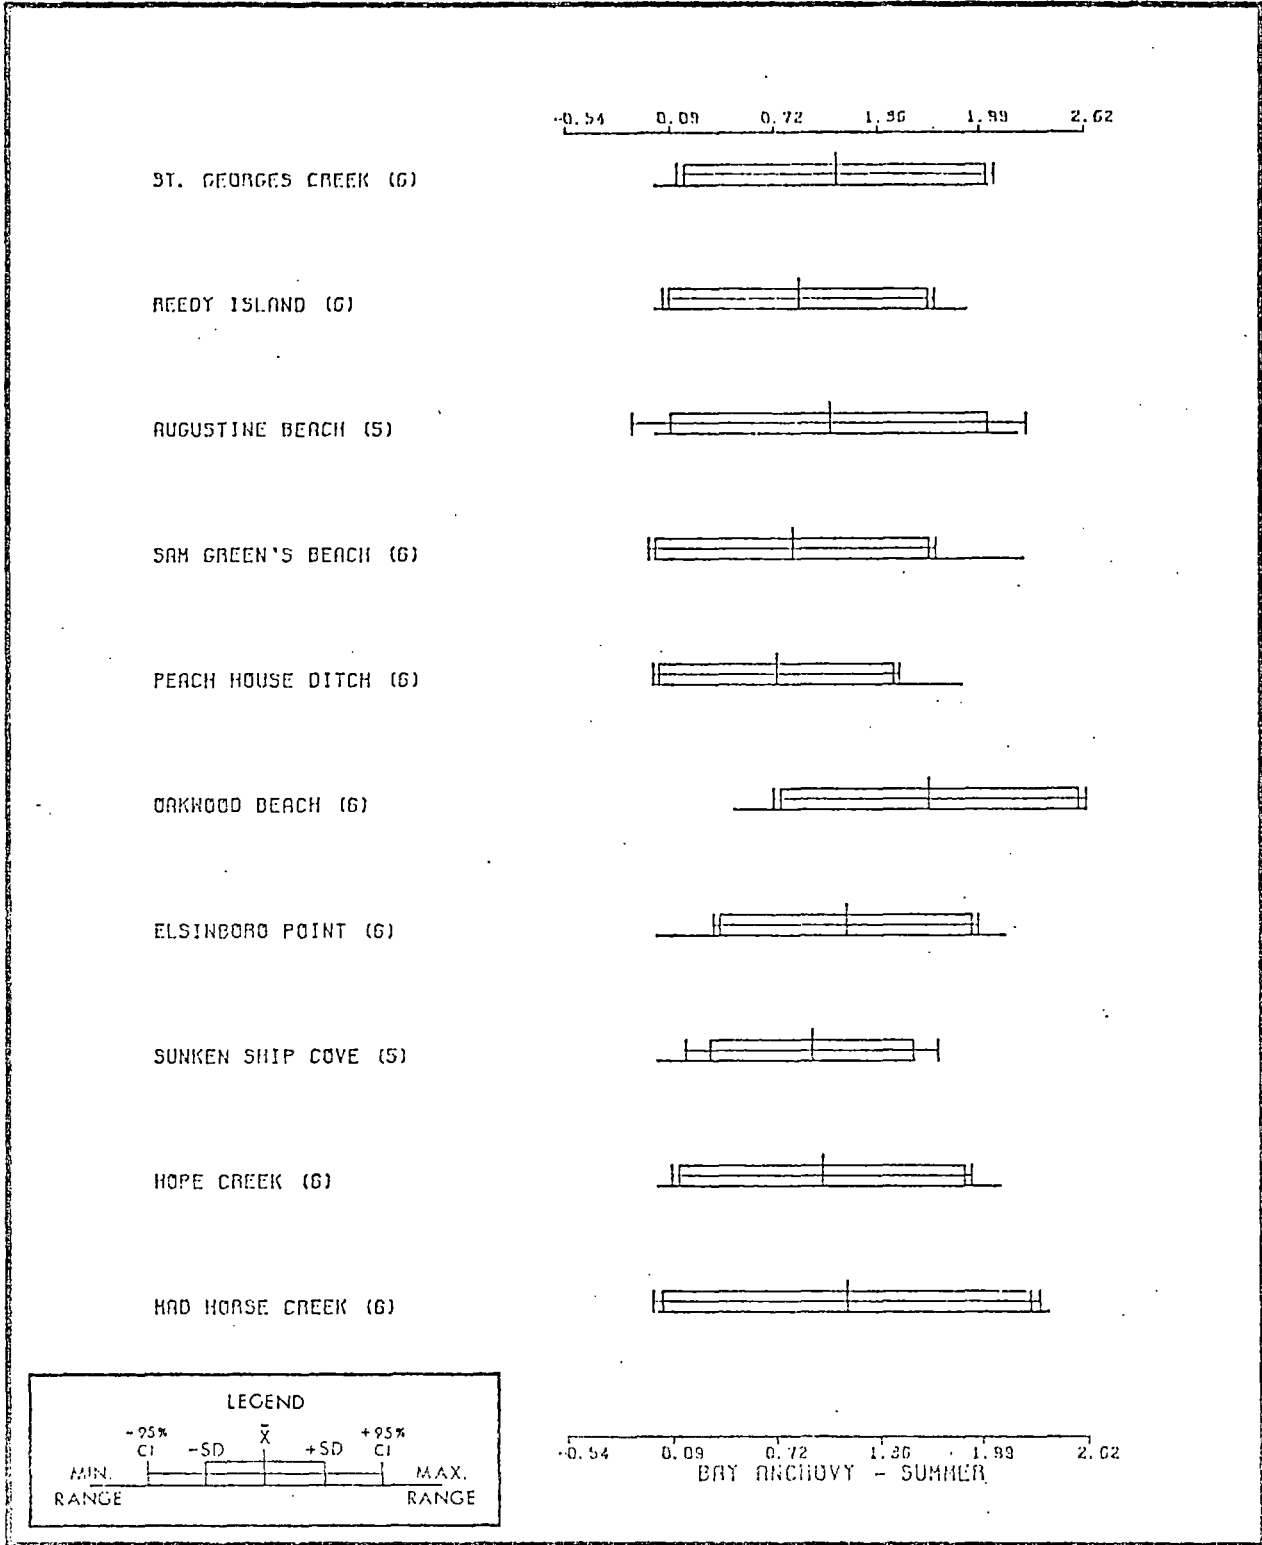 -0.54 0.09 0.72 1.36 1.99 2.62
ST. GEORGES CREEK (6)
REEDY ISLAND (6)
AUGUSTINE BEACH (5)
SAM GREEN'S BEACH (6)
PEACH HOUSE DITCH (6)
OAKWOOD BEACH (6)
ELSINBORO POINT (6)
SUNKEN SHIP COVE (5)
HOPE CREEK (6)
MAD HORSE CREEK (6)
LEGEND
-95% CI -SD X̄ +SD +95% CI
MIN. RANGE MAX. RANGE
-0.54 0.09 0.72 1.36 1.99 2.62
BAY ANCHOVY - SUMMER